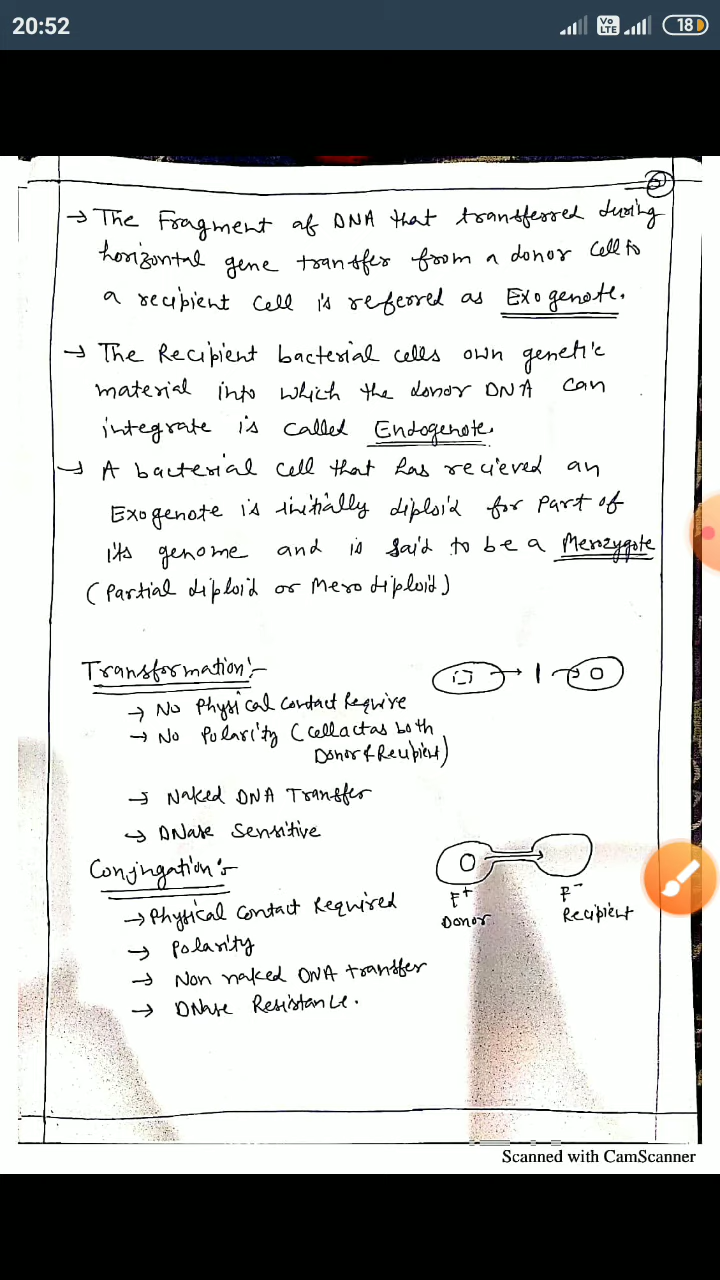 20:52
Vo LTE
18
2
→ The Fragment of DNA that transferred during
horizontal gene transfer from a donor cell to
a recipient cell is referred as Exogenote.
→ The Recipient bacterial cells own genetic
material into which the donor DNA can
integrate is called Endogenote.
→ A bacterial cell that has recieved an
Exogenote is initially diploid for part of
its genome and is said to be a Merozygote
(Partial diploid or Mero diploid)
Transformation:-
→ No Physical Contact Require
→ No Polarity (cell actas both
Donor & Recipient)
→ Naked DNA Transfer
→ DNase Sensitive
Conjugation:-
→ Physical Contact Required
→ Polarity
→ Non naked DNA transfer
→ DNase Resistance.
F+ F-
Donor Recipient
Scanned with CamScanner